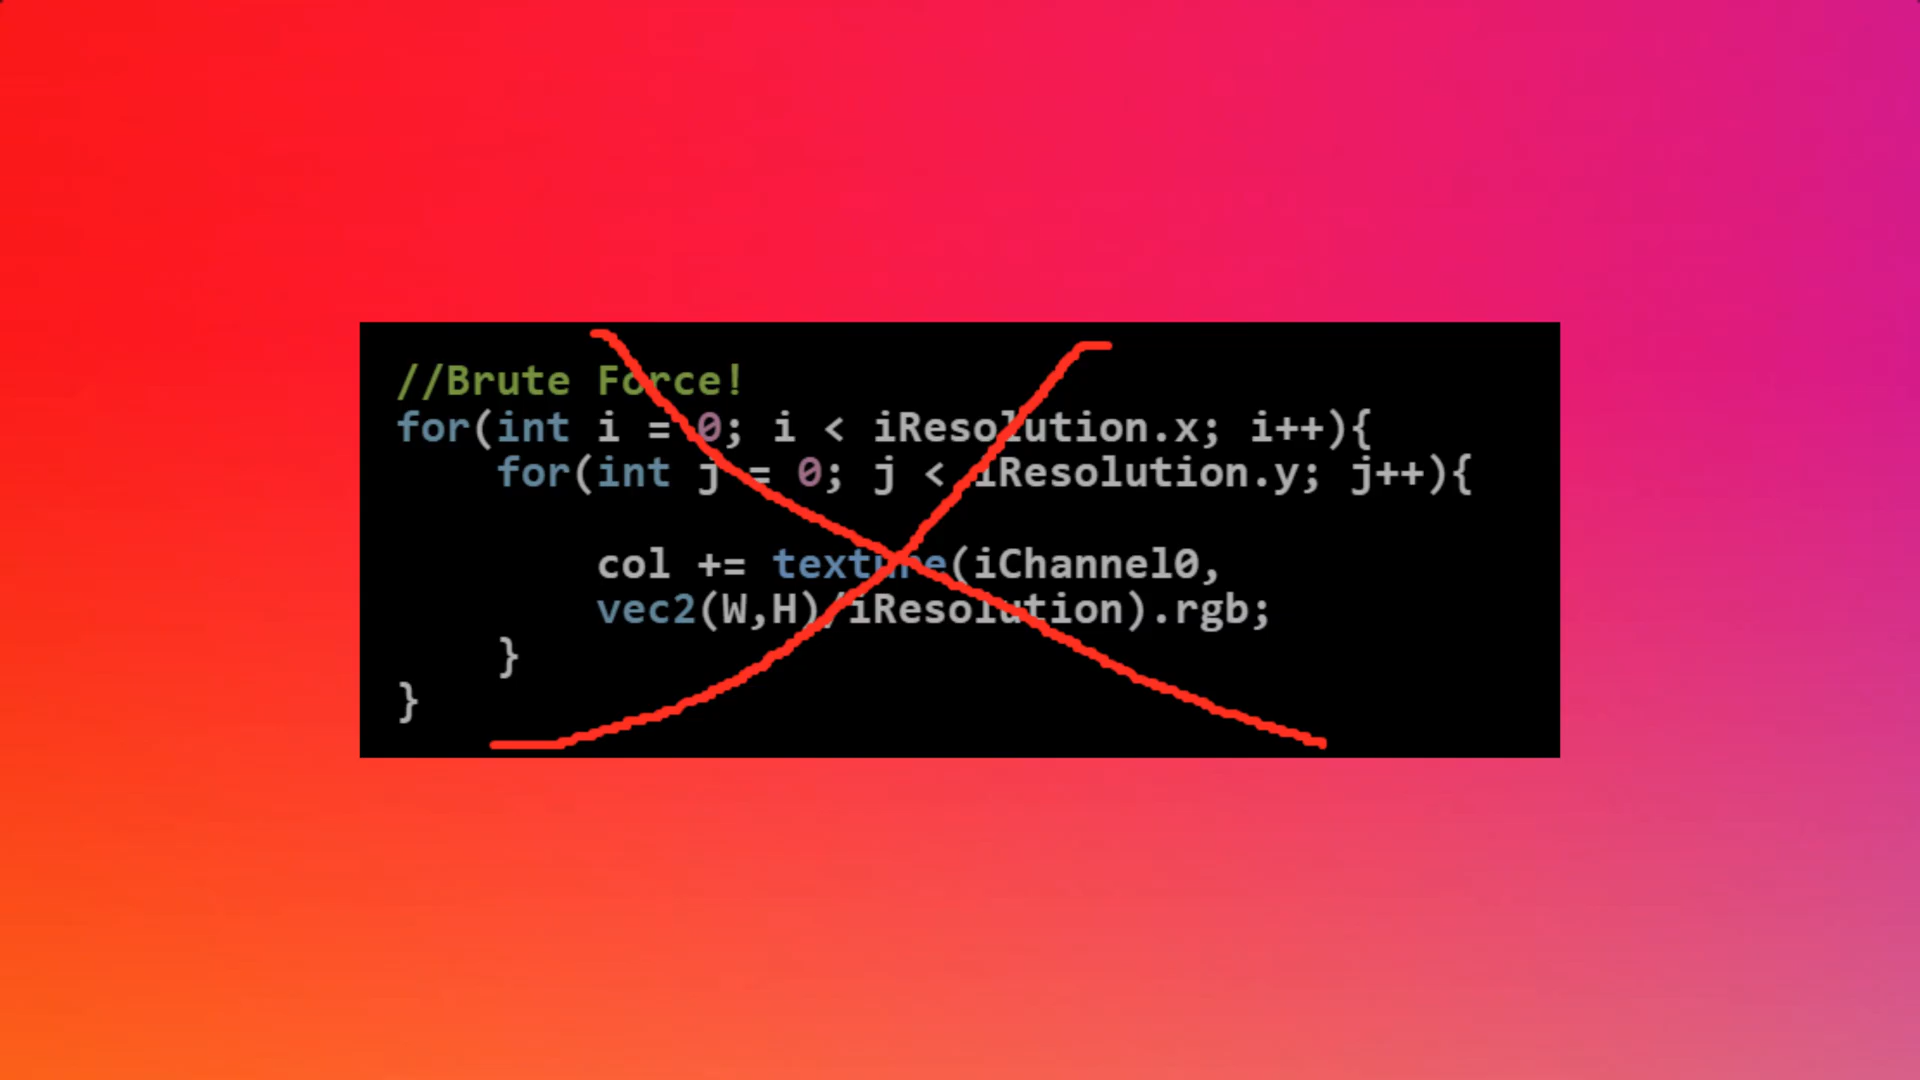 //Brute Force!
for(int i = 0; i < iResolution.x; i++){
for(int j = 0; j < iResolution.y; j++){
col += texture(iChannel0,
vec2(W,H)/iResolution).rgb;
}
}